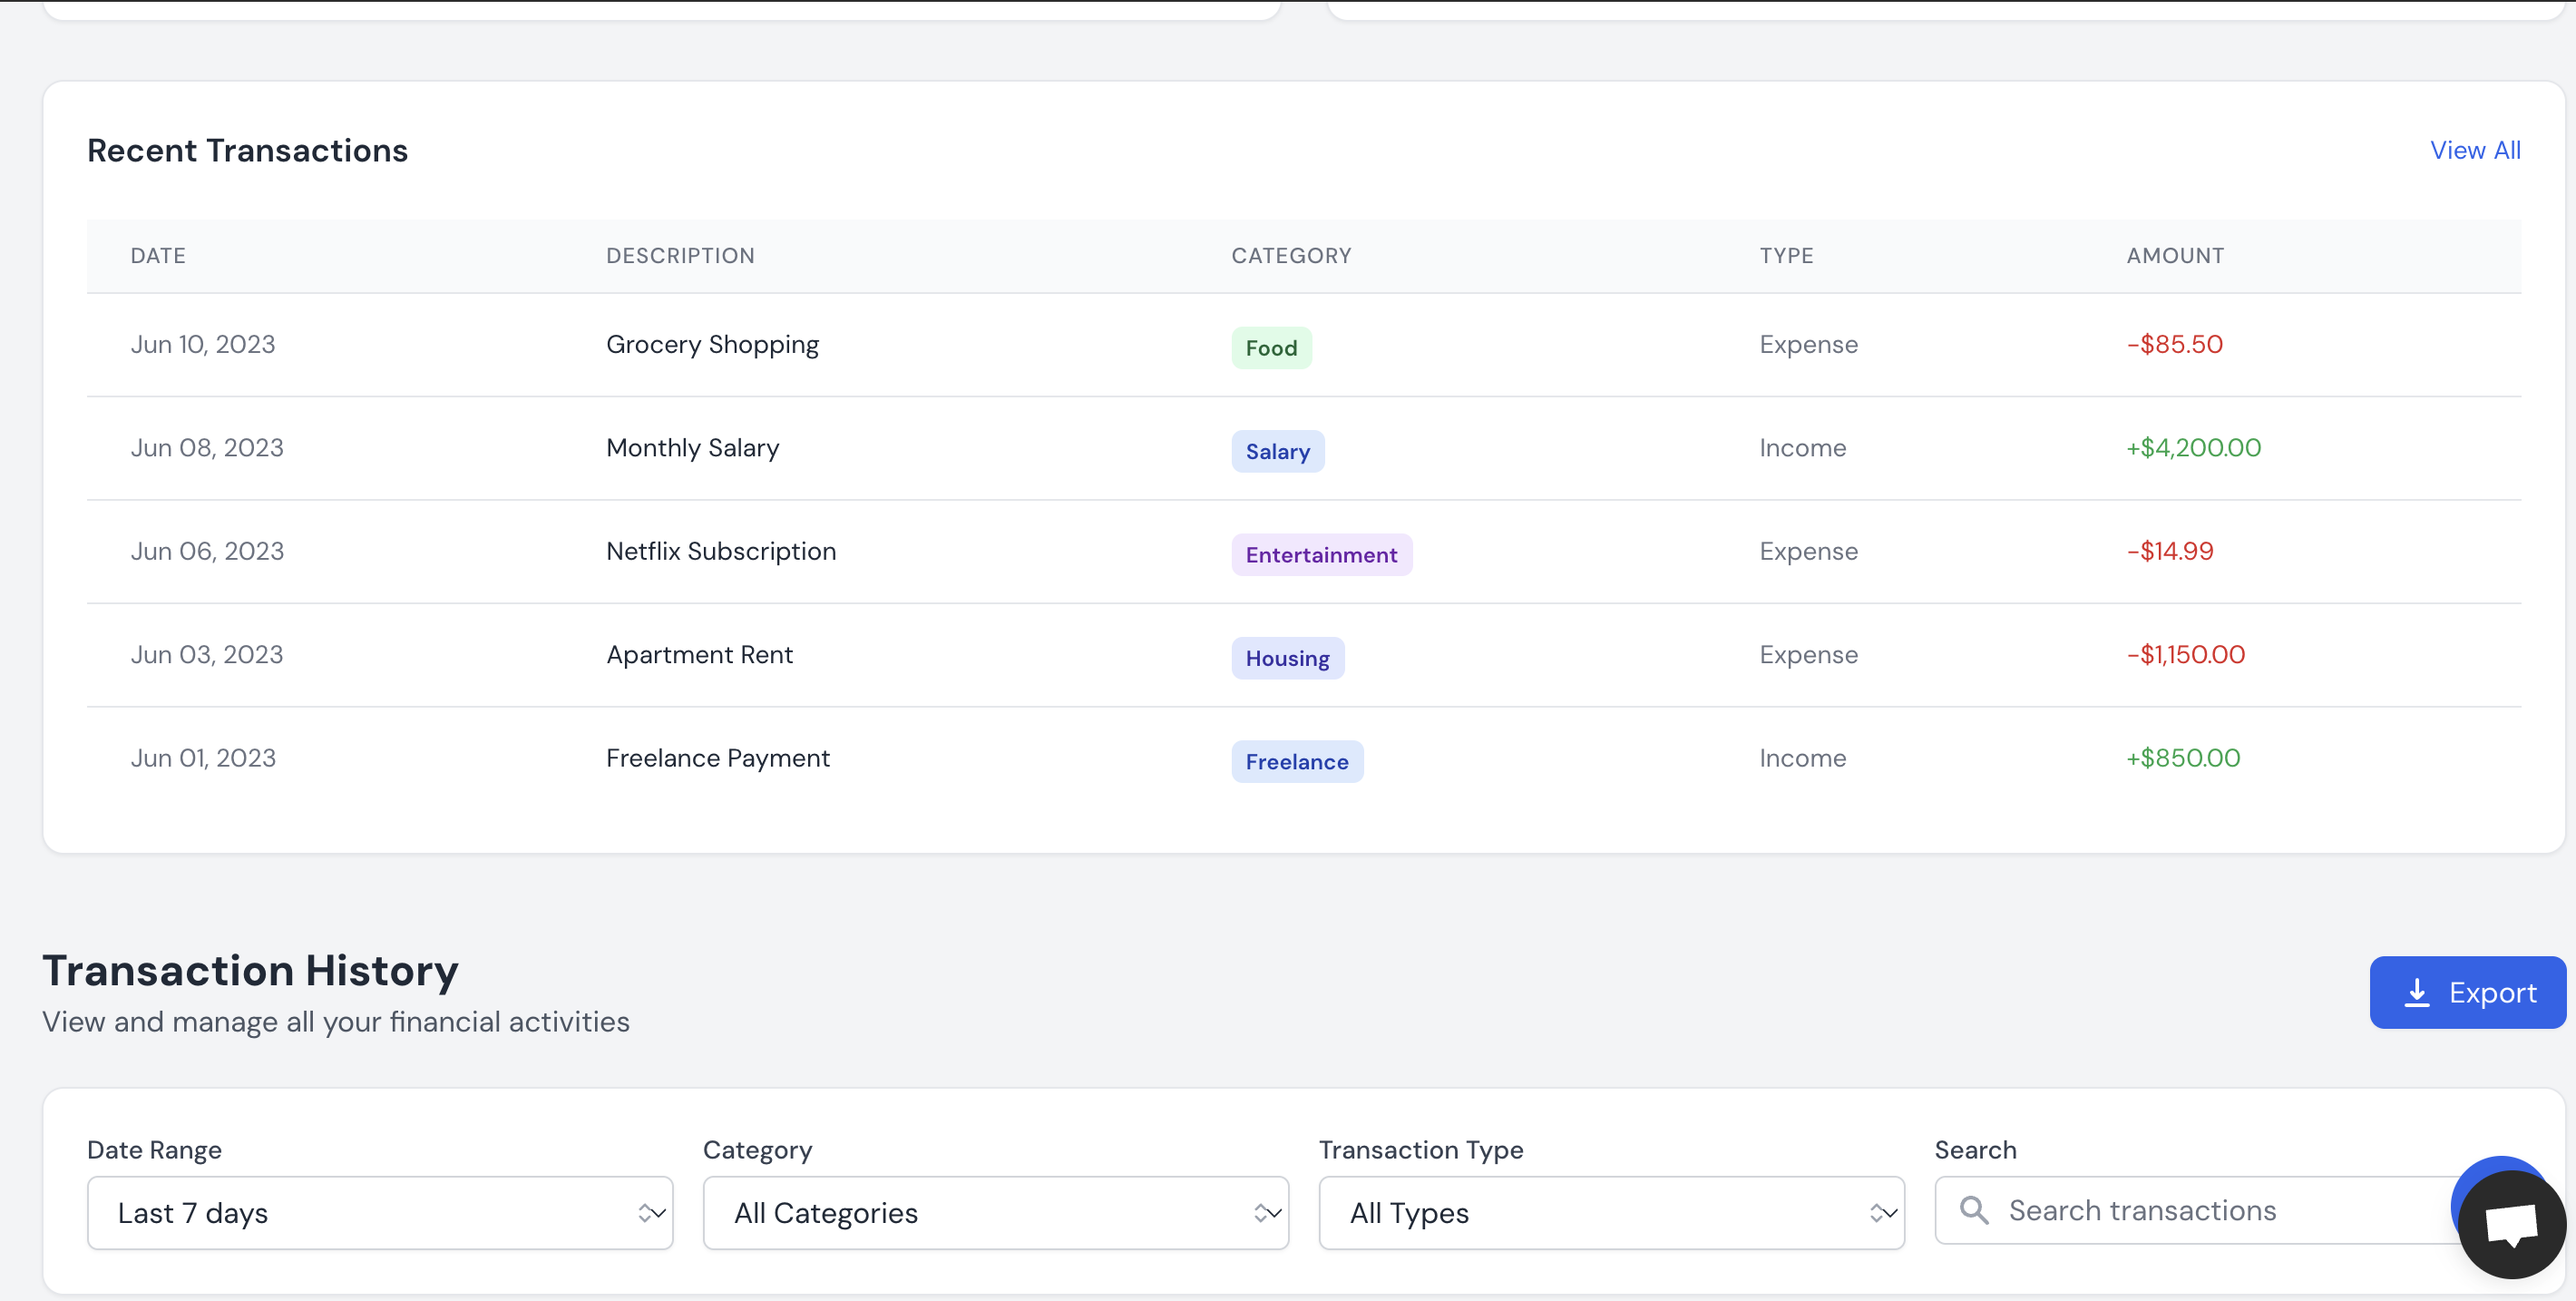 Recent Transactions View All
DATE DESCRIPTION CATEGORY TYPE AMOUNT
Jun 10, 2023 Grocery Shopping Food Expense -$85.50
Jun 08, 2023 Monthly Salary Salary Income +$4,200.00
Jun 06, 2023 Netflix Subscription Entertainment Expense -$14.99
Jun 03, 2023 Apartment Rent Housing Expense -$1,150.00
Jun 01, 2023 Freelance Payment Freelance Income +$850.00
Transaction History
View and manage all your financial activities
Export
Date Range Category Transaction Type Search
Last 7 days All Categories All Types Search transactions